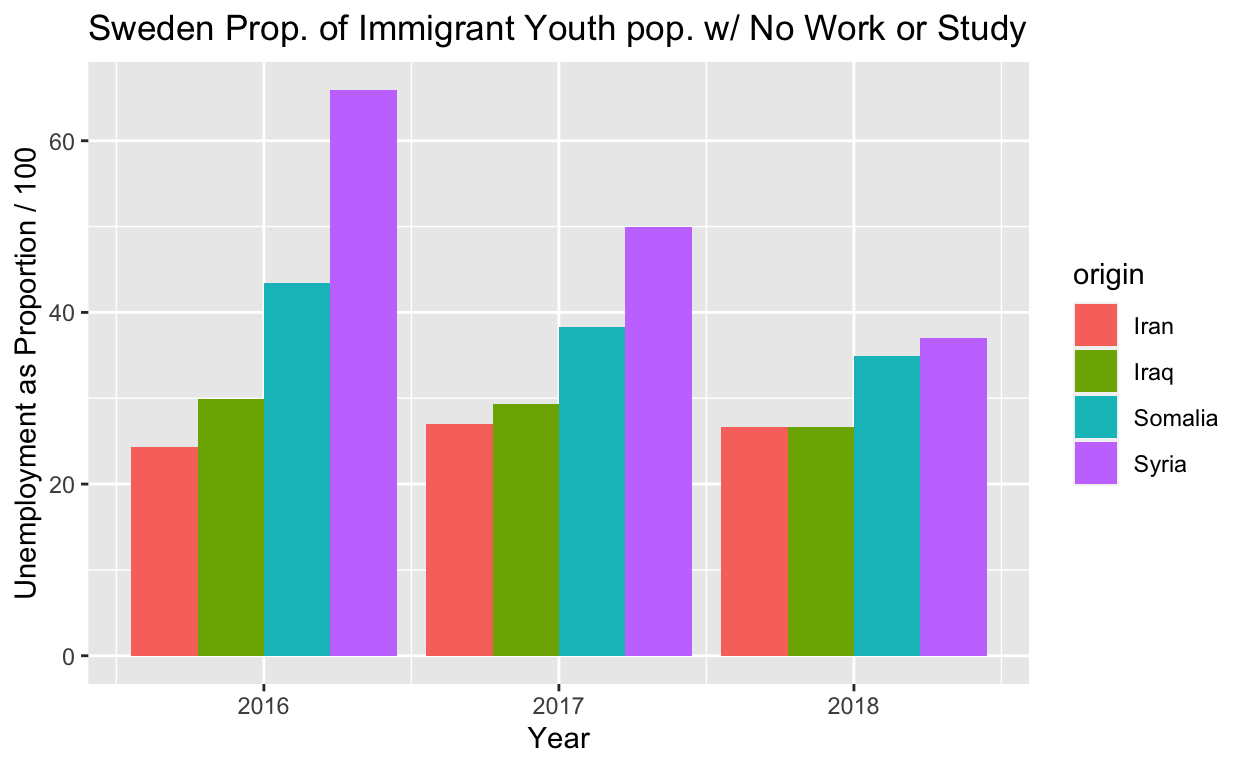 Sweden Prop. of Immigrant Youth pop. w/ No Work or Study
Unemployment as Proportion / 100
60
40
20
0
2016
2017
2018
Year
origin
Iran
Iraq
Somalia
Syria